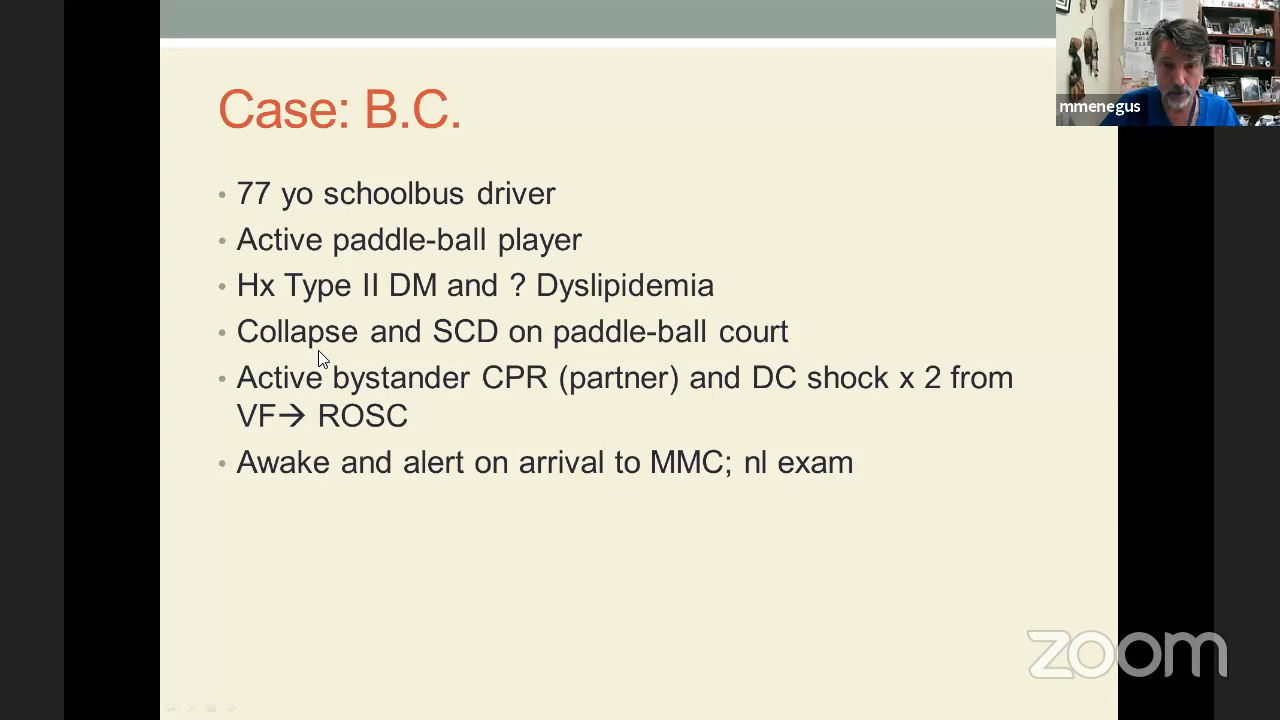 mmenegus
Case: B.C.
• 77 yo schoolbus driver
• Active paddle-ball player
• Hx Type II DM and ? Dyslipidemia
• Collapse and SCD on paddle-ball court
• Active bystander CPR (partner) and DC shock x 2 from
VF→ ROSC
• Awake and alert on arrival to MMC; nl exam
zoom